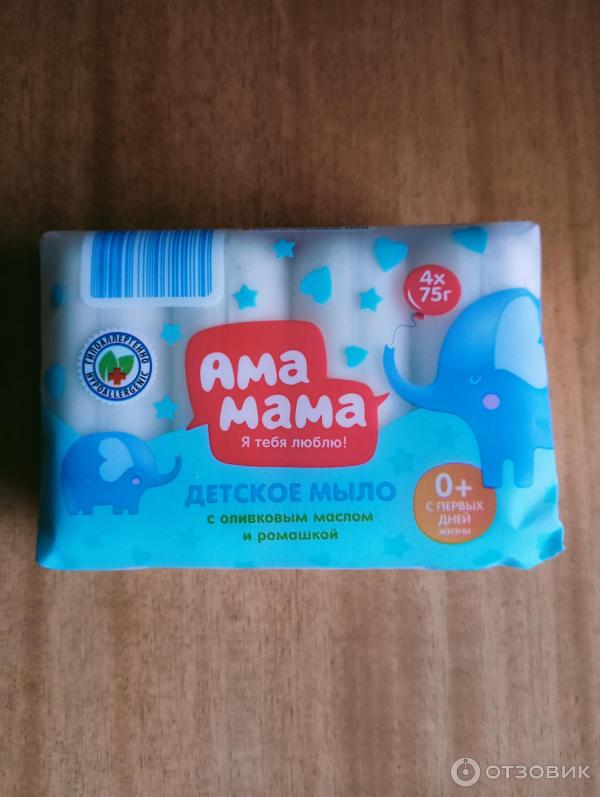 4x
75г
ГИПОАЛЛЕРГЕННО
HYPOALLERGENIC
АМА
МАМА
Я тебя люблю!
ДЕТСКОЕ МЫЛО
с оливковым маслом
и ромашкой
0+
С ПЕРВЫХ
ДНЕЙ
ЖИЗНИ
ОТЗОВИК